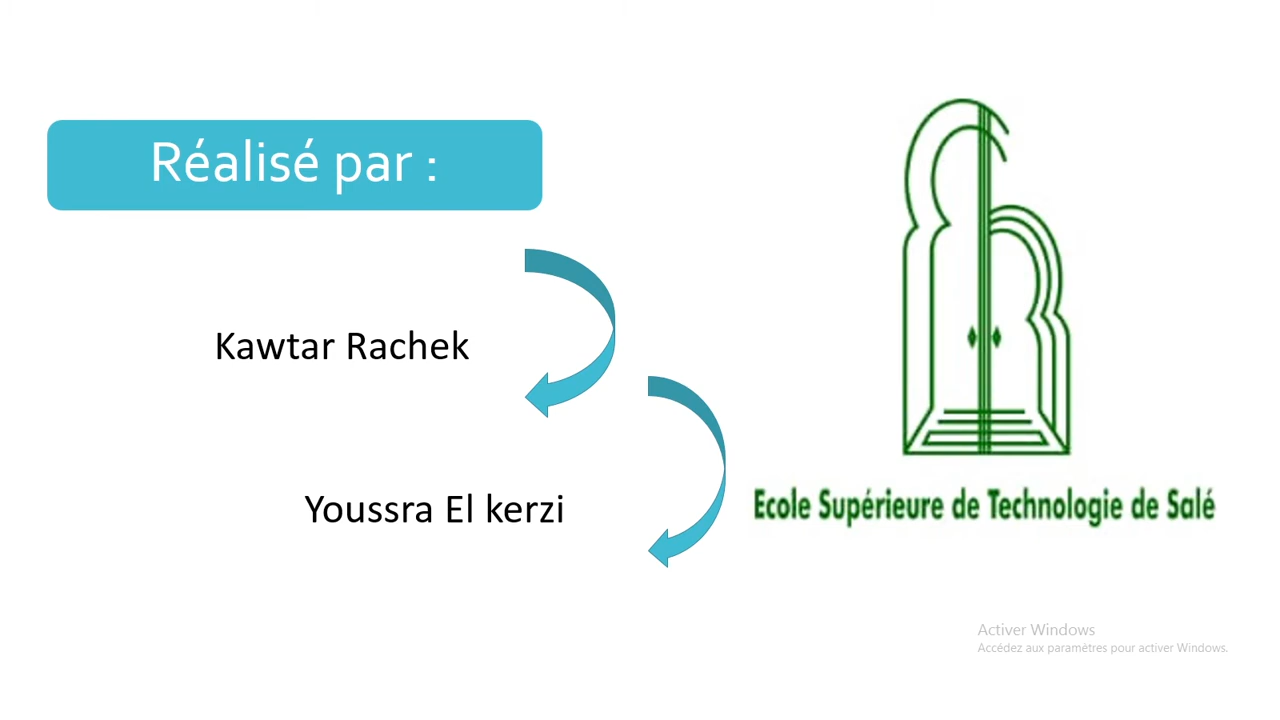 Réalisé par :
Kawtar Rachek
Youssra El kerzi
Ecole Supérieure de Technologie de Salé
Activer Windows
Accédez aux paramètres pour activer Windows.